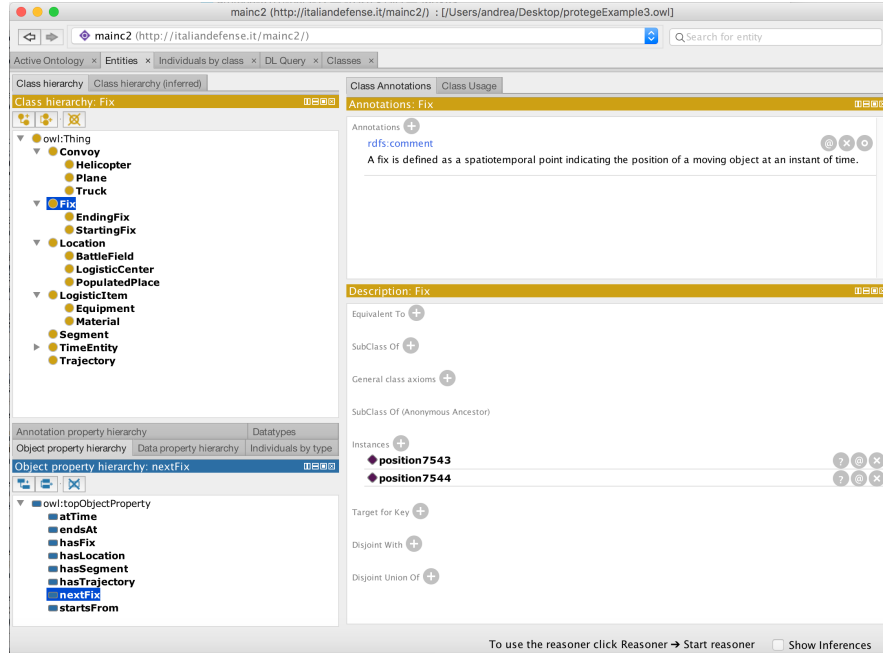 mainc2 (http://italiandefense.it/mainc2/) : [/Users/andrea/Desktop/protegeExample3.owl]
mainc2 (http://italiandefense.it/mainc2/)
Search for entity
Active Ontology × Entities × Individuals by class × DL Query × Classes ×
Class hierarchy Class hierarchy (inferred)
Class hierarchy: Fix
owl:Thing
Convoy
Helicopter
Plane
Truck
Fix
EndingFix
StartingFix
Location
BattleField
LogisticCenter
PopulatedPlace
LogisticItem
Equipment
Material
Segment
TimeEntity
Trajectory
Annotation property hierarchy Datatypes
Object property hierarchy Data property hierarchy Individuals by type
Object property hierarchy: nextFix
owl:topObjectProperty
atTime
endsAt
hasFix
hasLocation
hasSegment
hasTrajectory
nextFix
startsFrom
Class Annotations Class Usage
Annotations: Fix
Annotations
rdfs:comment
A fix is defined as a spatiotemporal point indicating the position of a moving object at an instant of time.
Description: Fix
Equivalent To
SubClass Of
General class axioms
SubClass Of (Anonymous Ancestor)
Instances
position7543
position7544
Target for Key
Disjoint With
Disjoint Union Of
To use the reasoner click Reasoner → Start reasoner Show Inferences